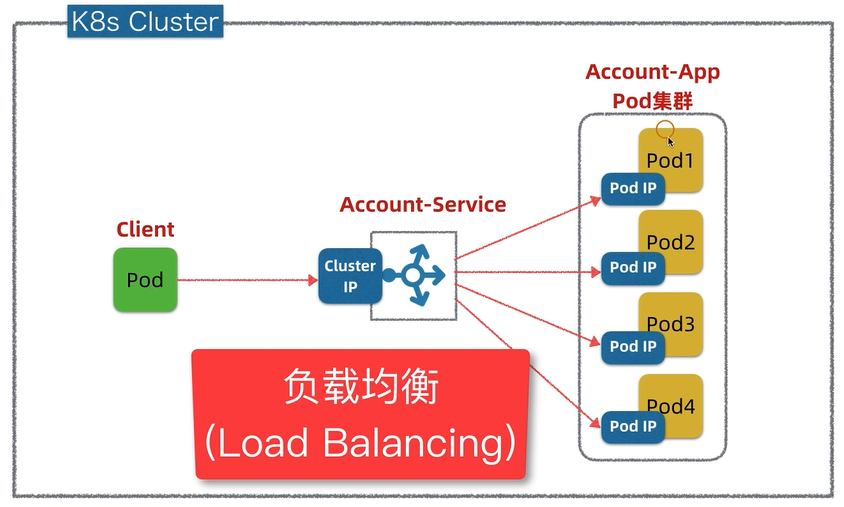 K8s Cluster
Account-App
Pod集群
Pod1
Pod IP
Account-Service
Pod2
Client
Pod IP
Cluster
IP
Pod
Pod3
Pod IP
负载均衡
(Load Balancing)
Pod4
Pod IP